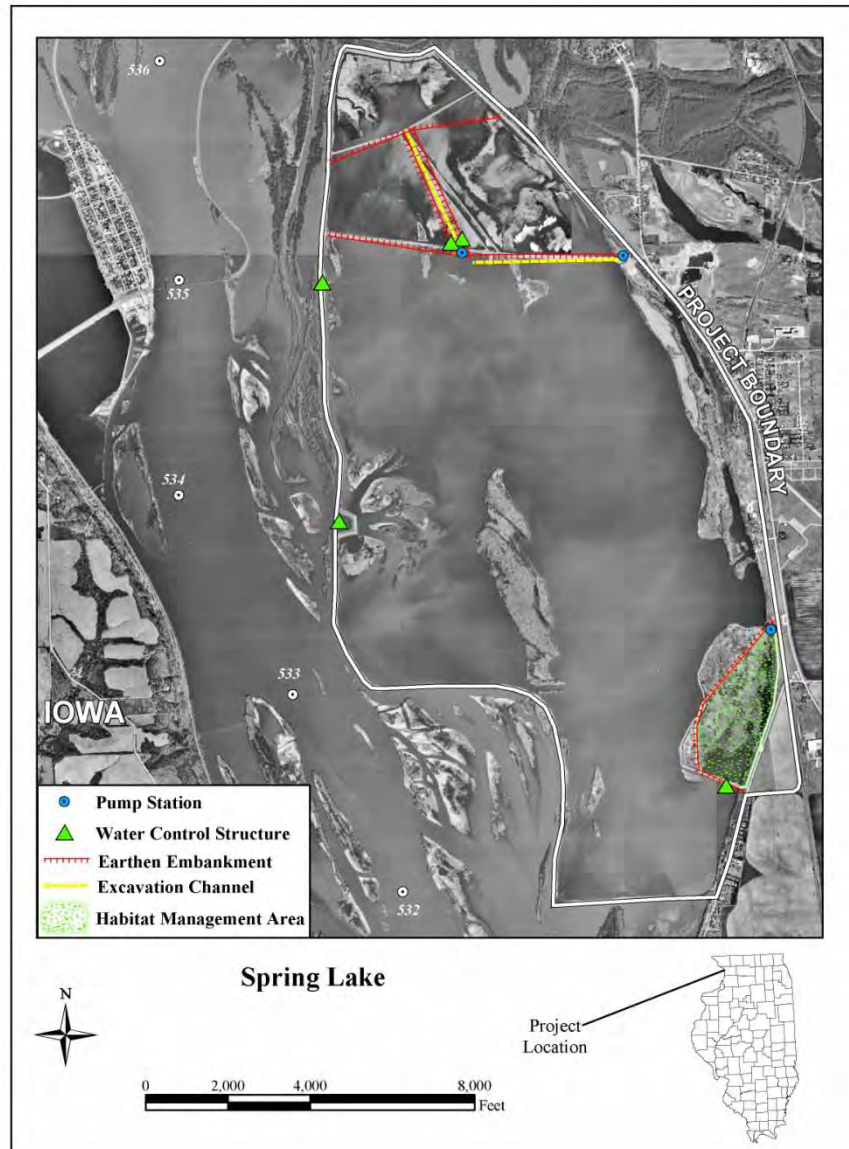 536
535
PROJECT BOUNDARY
534
533
IOWA
532
Pump Station
Water Control Structure
Earthen Embankment
Excavation Channel
Habitat Management Area
Spring Lake
N
Project
Location
0 2,000 4,000 8,000
Feet